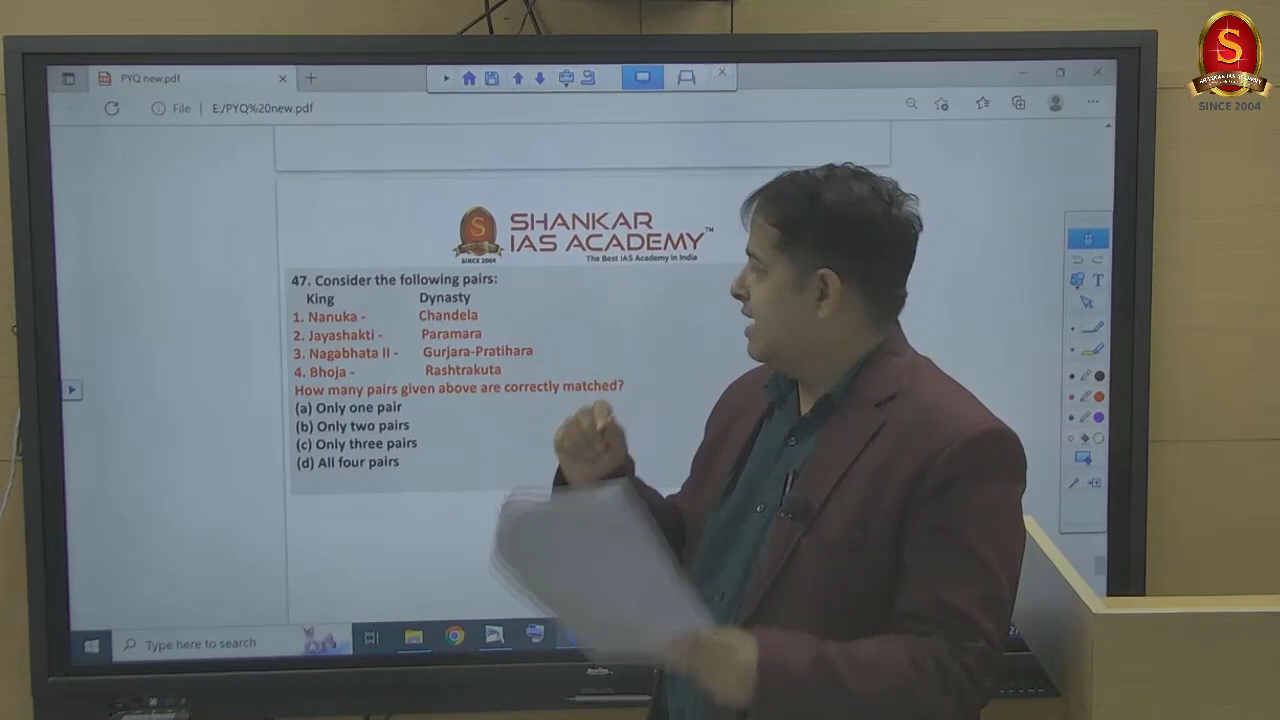 PYQ new.pdf
File | E:/PYQ%20new.pdf
S
SINCE 2004
S
SINCE 2004
SHANKAR
IAS ACADEMY™
The Best IAS Academy in India
47. Consider the following pairs:
King Dynasty
1. Nanuka - Chandela
2. Jayashakti - Paramara
3. Nagabhata II - Gurjara-Pratihara
4. Bhoja - Rashtrakuta
How many pairs given above are correctly matched?
(a) Only one pair
(b) Only two pairs
(c) Only three pairs
(d) All four pairs
T
Type here to search